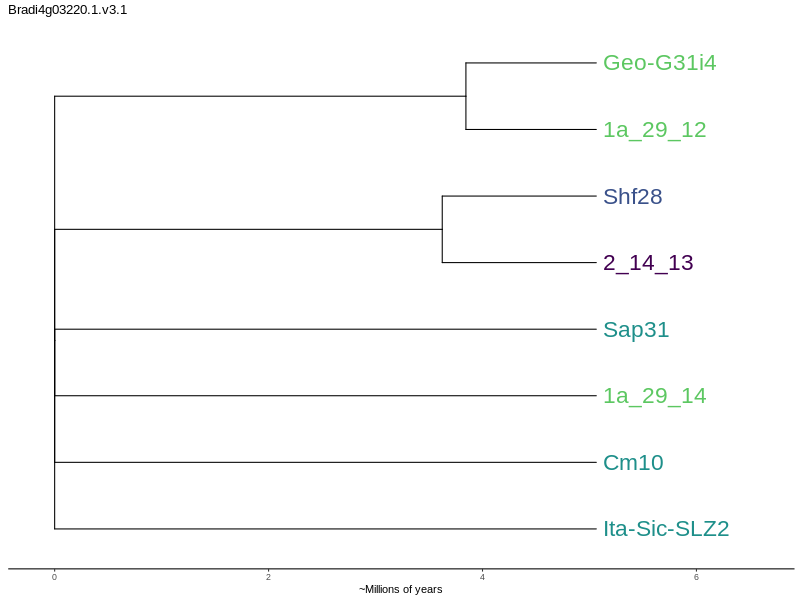 Bradi4g03220.1.v3.1
Geo-G31i4
1a_29_12
Shf28
2_14_13
Sap31
1a_29_14
Cm10
Ita-Sic-SLZ2
0 2 4 6
~Millions of years